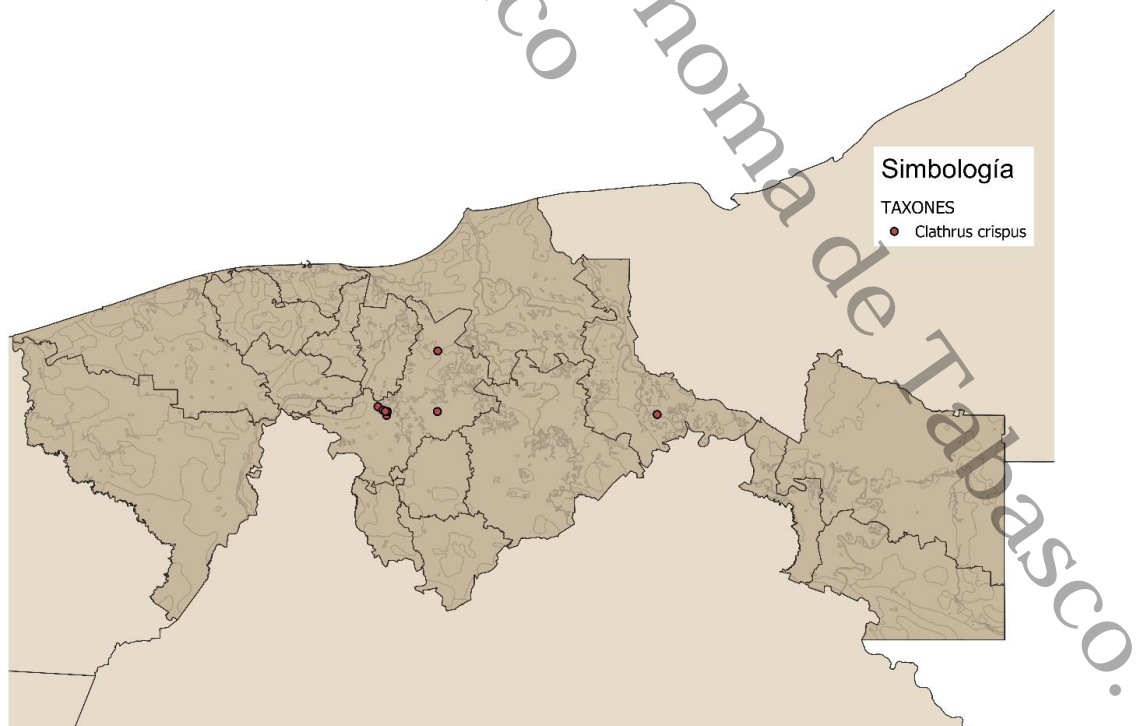 co
noma de Tabasco.
Simbología
TAXONES
Clathrus crispus